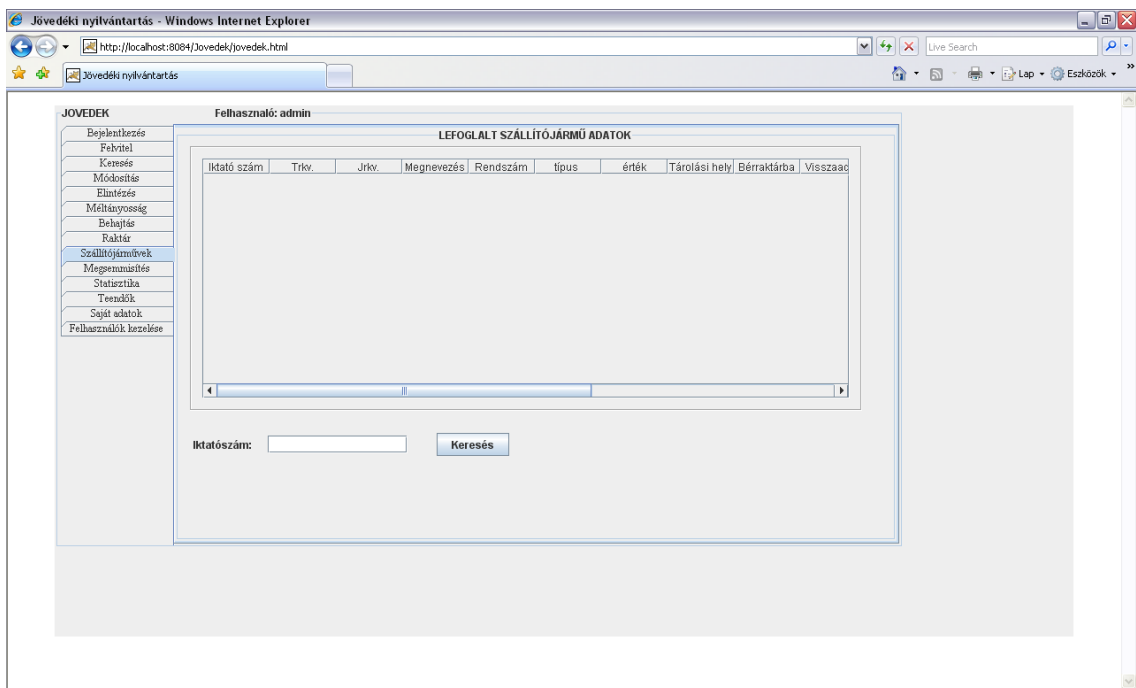 Jövedéki nyilvántartás - Windows Internet Explorer
http://localhost:8084/Jovedek/jovedek.html
Live Search
Jövedéki nyilvántartás
Lap
Eszközök
JOVEDEK
Felhasznaló: admin
Bejelentkezés
Felvitel
Keresés
Módosítás
Elintézés
Méltányosság
Behajtás
Raktár
Szállítójárművek
Megsemmisítés
Statisztika
Teendők
Saját adatok
Felhasználók kezelése
LEFOGLALT SZÁLLÍTÓJÁRMŰ ADATOK
Iktató szám Trkv. Jrkv. Megnevezés Rendszám típus érték Tárolási hely Bérraktárba Visszaad
Iktatószám:
Keresés